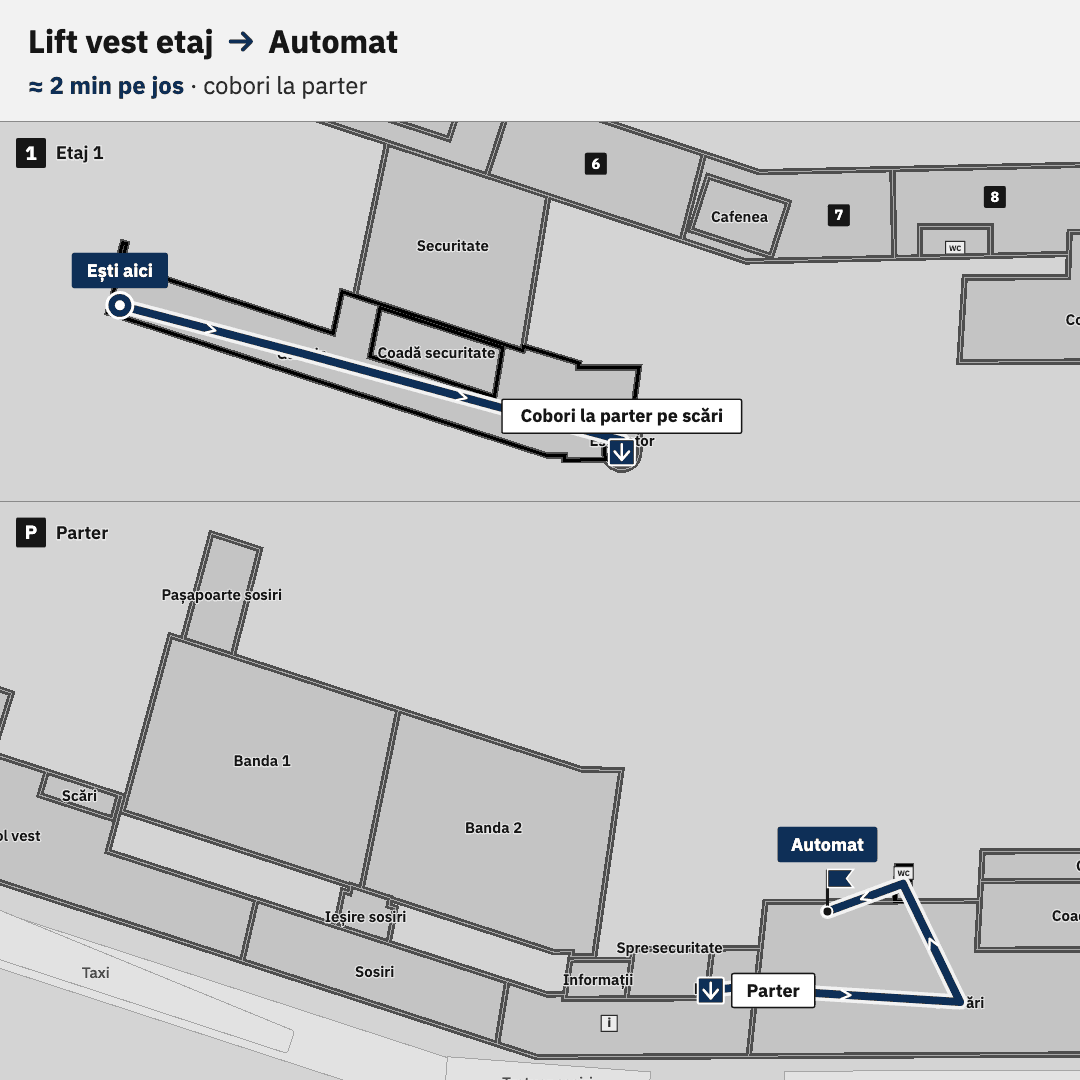 Lift vest etaj → Automat
≈ 2 min pe jos · cobori la parter
1 Etaj 1
6
Cafenea
7
8
wc
Securitate
Ești aici
Coadă securitate
Cobori la parter pe scări
P Parter
Pașapoarte sosiri
Banda 1
Scări
vest
Banda 2
Automat
wc
Ieșire sosiri
Spre securitate
Sosiri
Informații
Parter
Taxi
i